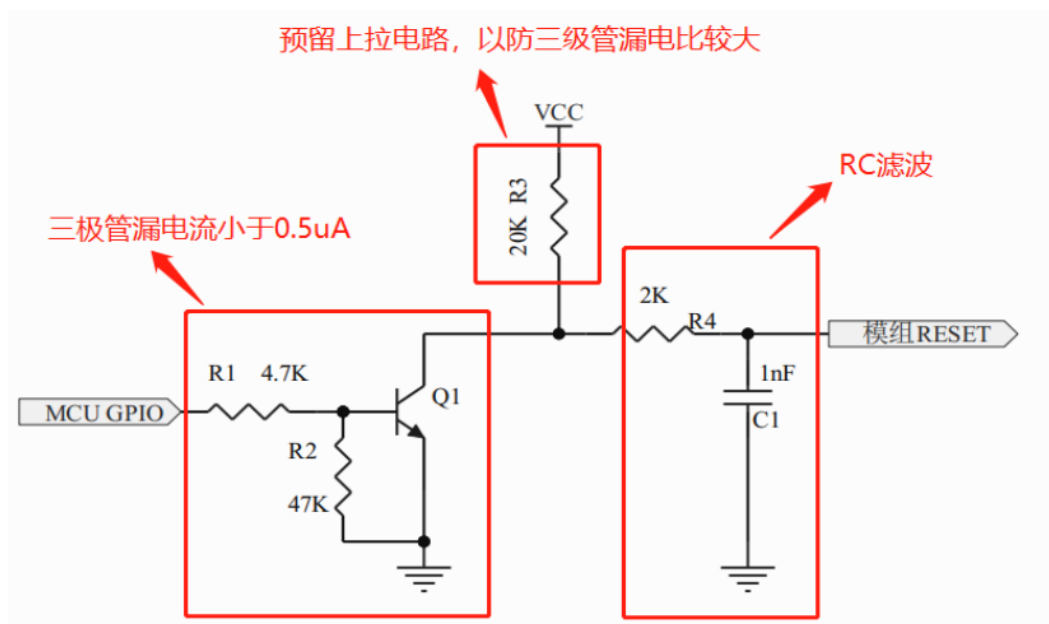 预留上拉电路，以防三级管漏电比较大
VCC
20K R3
RC滤波
三极管漏电流小于0.5uA
2K
R4
模组RESET
R1 4.7K
1nF
Q1
MCU GPIO
C1
R2
47K